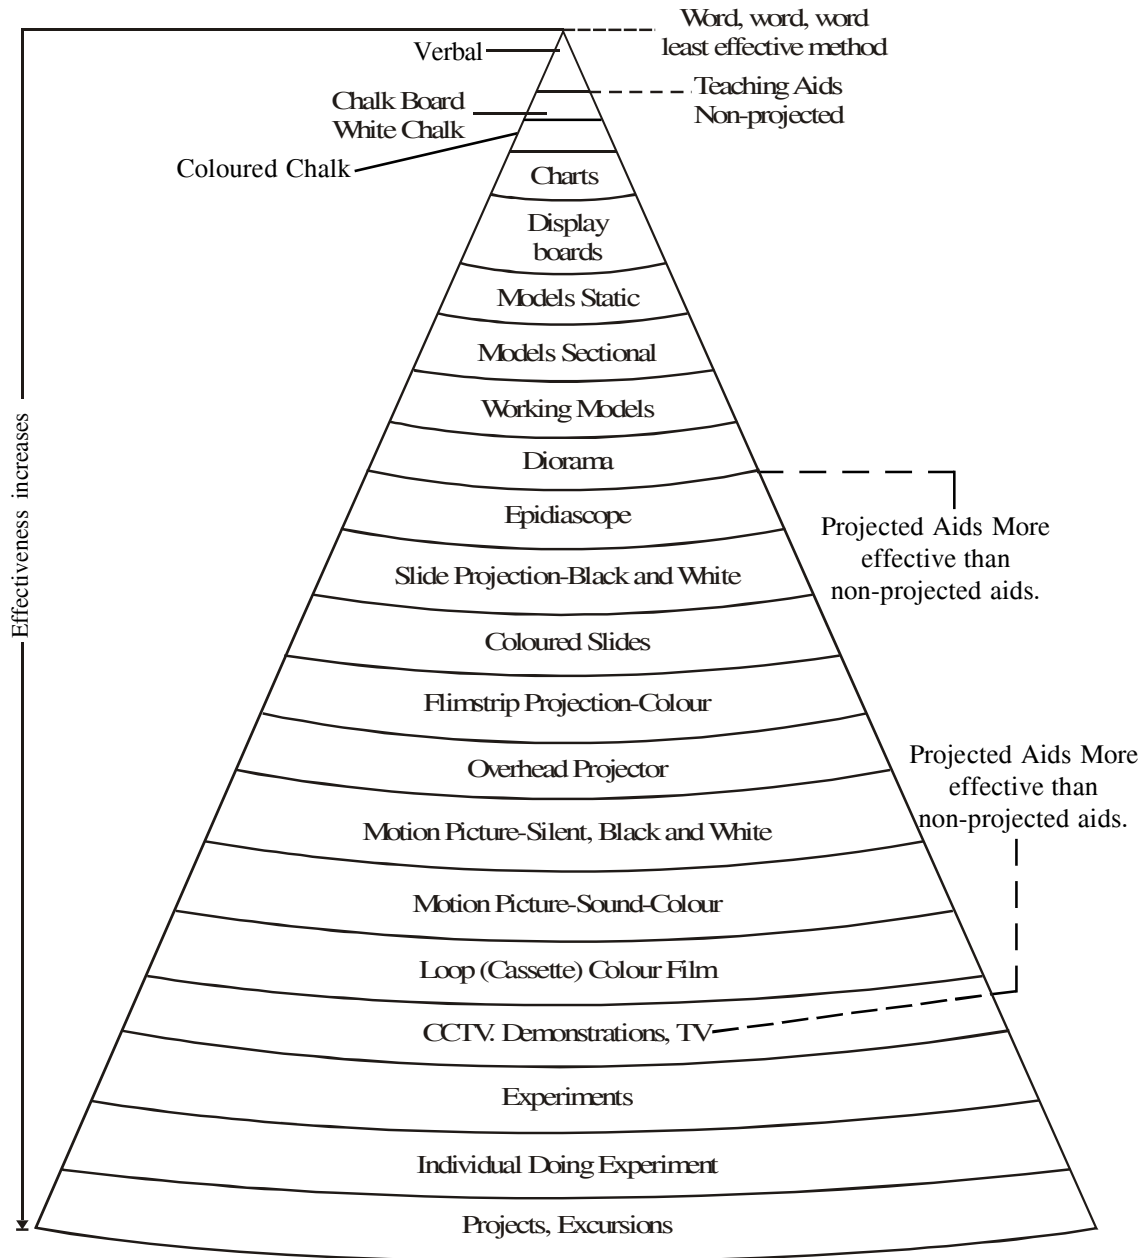 Word, word, word
least effective method
Verbal
Teaching Aids
Non-projected
Chalk Board
White Chalk
Coloured Chalk
Charts
Display
boards
Models Static
Models Sectional
Working Models
Diorama
Epidiascope
Projected Aids More
effective than
non-projected aids.
Slide Projection-Black and White
Coloured Slides
Flimstrip Projection-Colour
Overhead Projector
Projected Aids More
effective than
non-projected aids.
Motion Picture-Silent, Black and White
Motion Picture-Sound-Colour
Loop (Cassette) Colour Film
CCTV. Demonstrations, TV
Experiments
Individual Doing Experiment
Projects, Excursions
Effectiveness increases